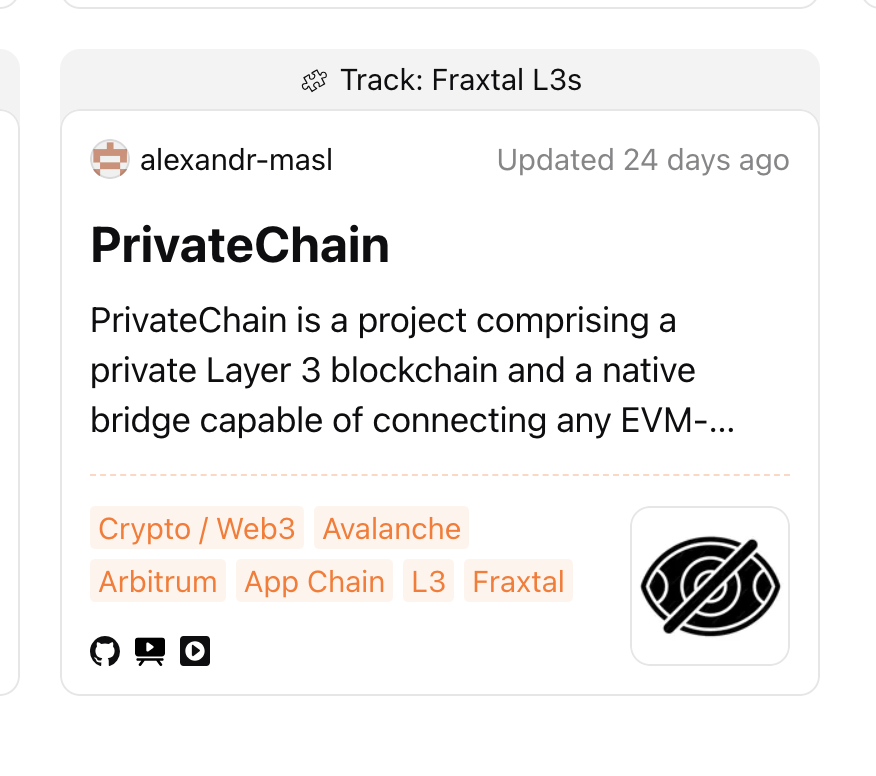 Track: Fraxtal L3s
alexandr-masl
Updated 24 days ago
PrivateChain
PrivateChain is a project comprising a
private Layer 3 blockchain and a native
bridge capable of connecting any EVM-...
Crypto / Web3
Avalanche
Arbitrum
App Chain
L3
Fraxtal